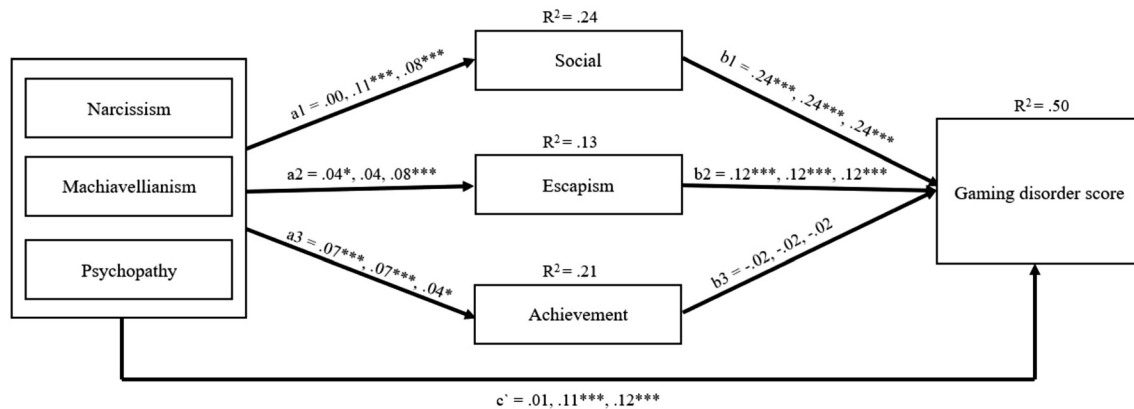 R² = .24
Social
Narcissism
a1 = .00, .11***, .08***
b1 = .24***, .24***, .24***
R² = .50
R² = .13
Machiavellianism
a2 = .04*, .04, .08***
Escapism
b2 = .12***, .12***, .12***
Gaming disorder score
a3 = .07***, .07***, .04*
b3 = -.02, -.02, -.02
Psychopathy
R² = .21
Achievement
c` = .01, .11***, .12***